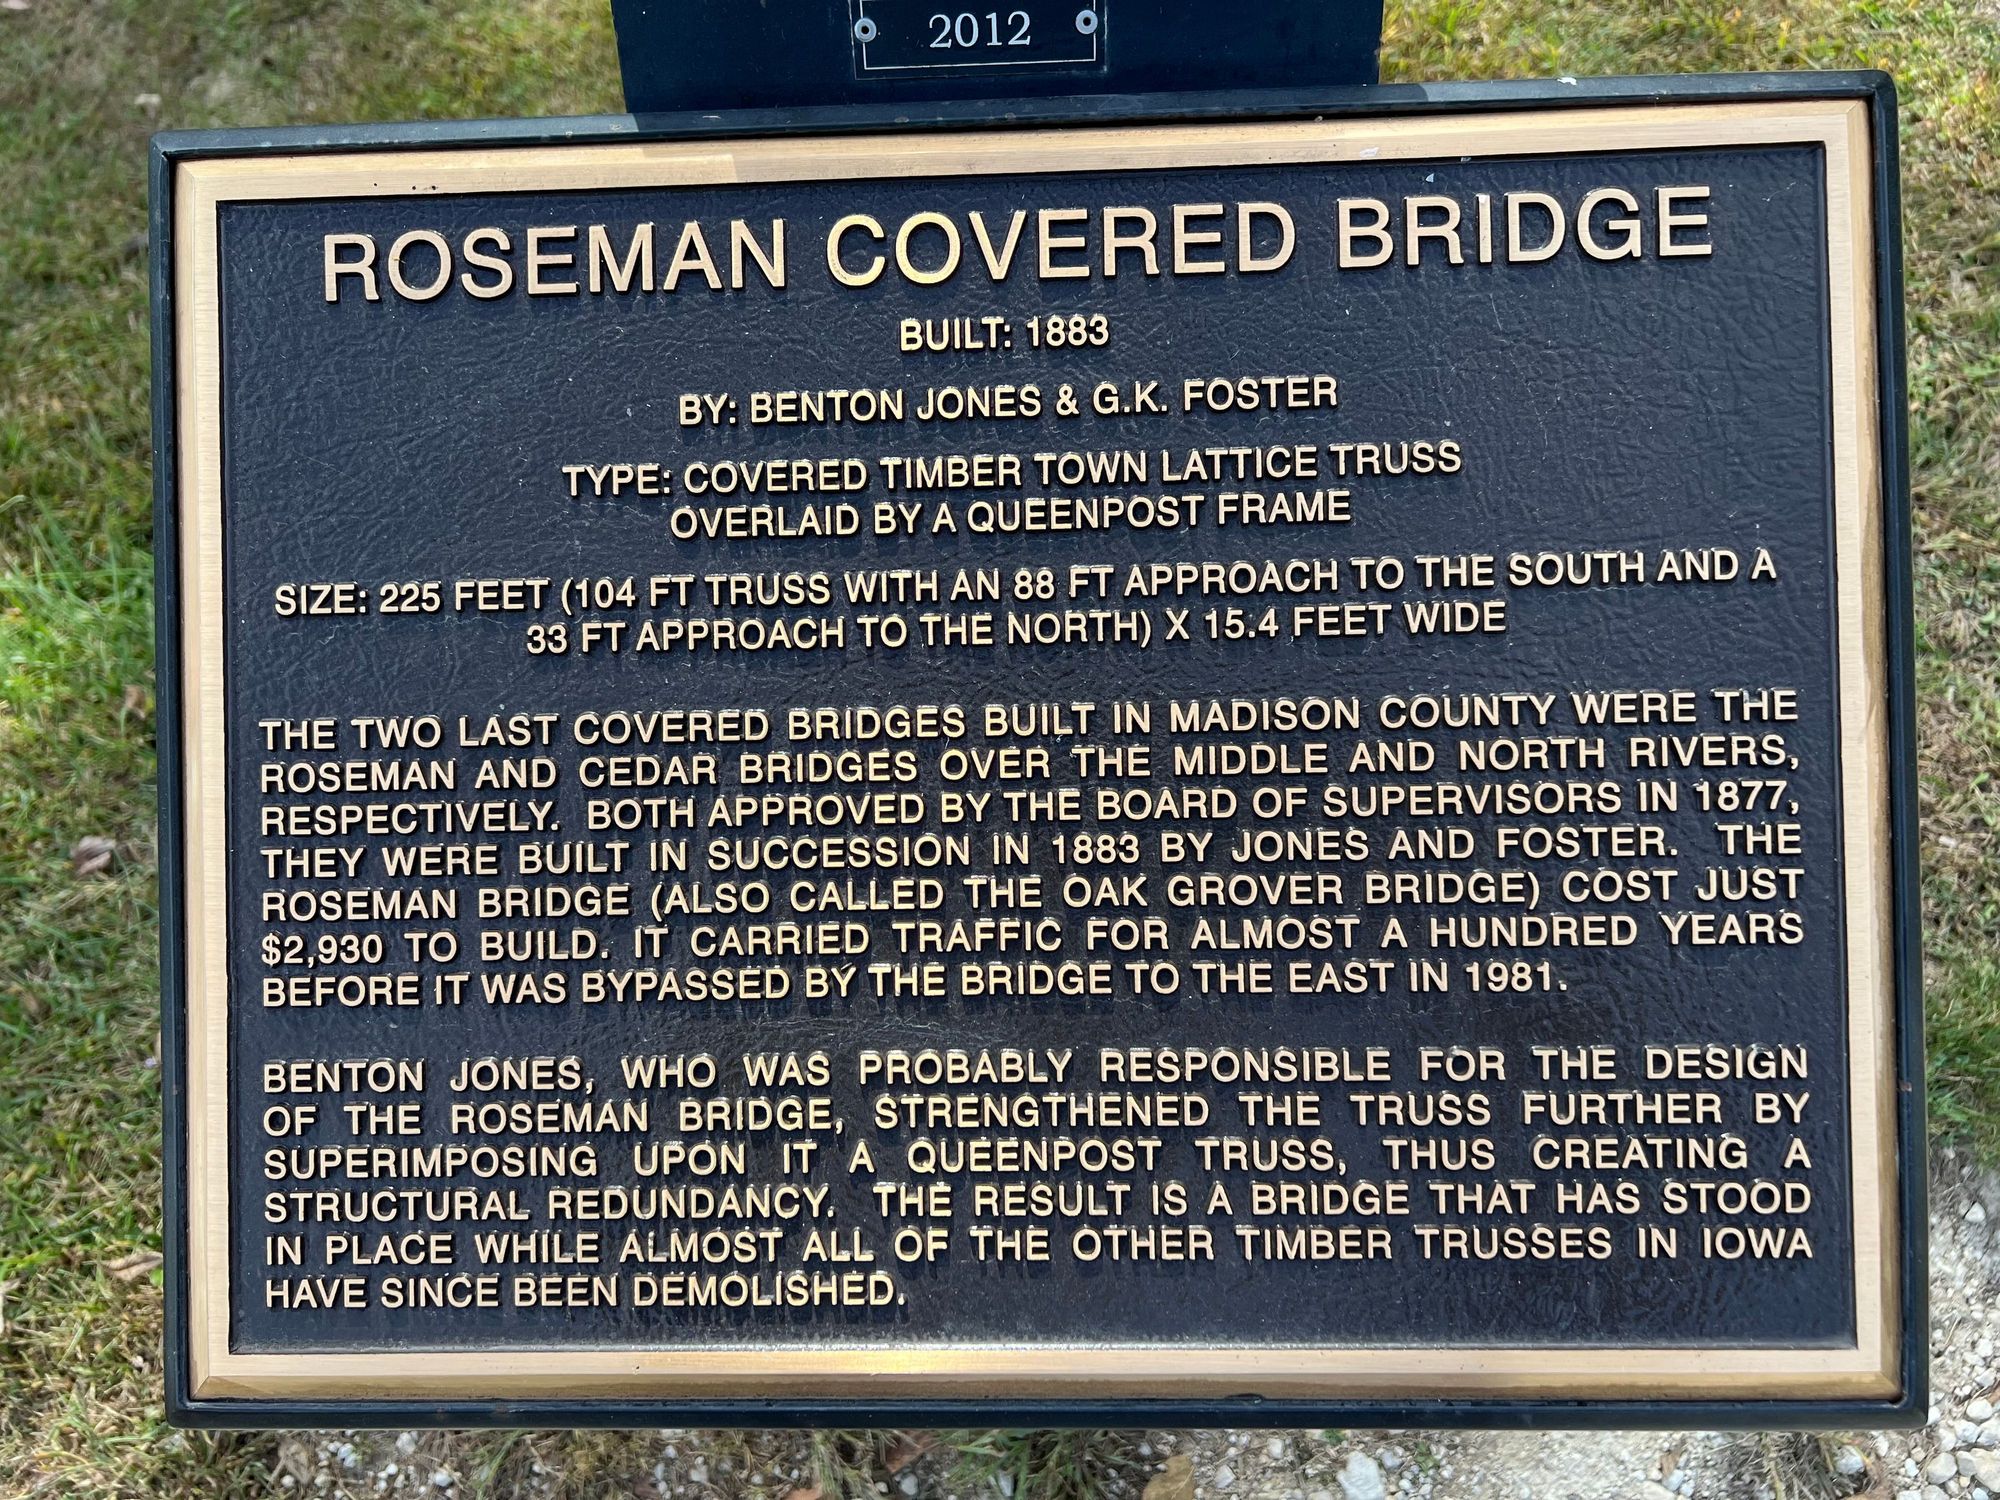 2012
ROSEMAN COVERED BRIDGE
BUILT: 1883
BY: BENTON JONES & G.K. FOSTER
TYPE: COVERED TIMBER TOWN LATTICE TRUSS
OVERLAID BY A QUEENPOST FRAME
SIZE: 225 FEET (104 FT TRUSS WITH AN 88 FT APPROACH TO THE SOUTH AND A
33 FT APPROACH TO THE NORTH) X 15.4 FEET WIDE
THE TWO LAST COVERED BRIDGES BUILT IN MADISON COUNTY WERE THE
ROSEMAN AND CEDAR BRIDGES OVER THE MIDDLE AND NORTH RIVERS,
RESPECTIVELY. BOTH APPROVED BY THE BOARD OF SUPERVISORS IN 1877,
THEY WERE BUILT IN SUCCESSION IN 1883 BY JONES AND FOSTER. THE
ROSEMAN BRIDGE (ALSO CALLED THE OAK GROVER BRIDGE) COST JUST
$2,930 TO BUILD. IT CARRIED TRAFFIC FOR ALMOST A HUNDRED YEARS
BEFORE IT WAS BYPASSED BY THE BRIDGE TO THE EAST IN 1981.
BENTON JONES, WHO WAS PROBABLY RESPONSIBLE FOR THE DESIGN
OF THE ROSEMAN BRIDGE, STRENGTHENED THE TRUSS FURTHER BY
SUPERIMPOSING UPON IT A QUEENPOST TRUSS, THUS CREATING A
STRUCTURAL REDUNDANCY. THE RESULT IS A BRIDGE THAT HAS STOOD
IN PLACE WHILE ALMOST ALL OF THE OTHER TIMBER TRUSSES IN IOWA
HAVE SINCE BEEN DEMOLISHED.